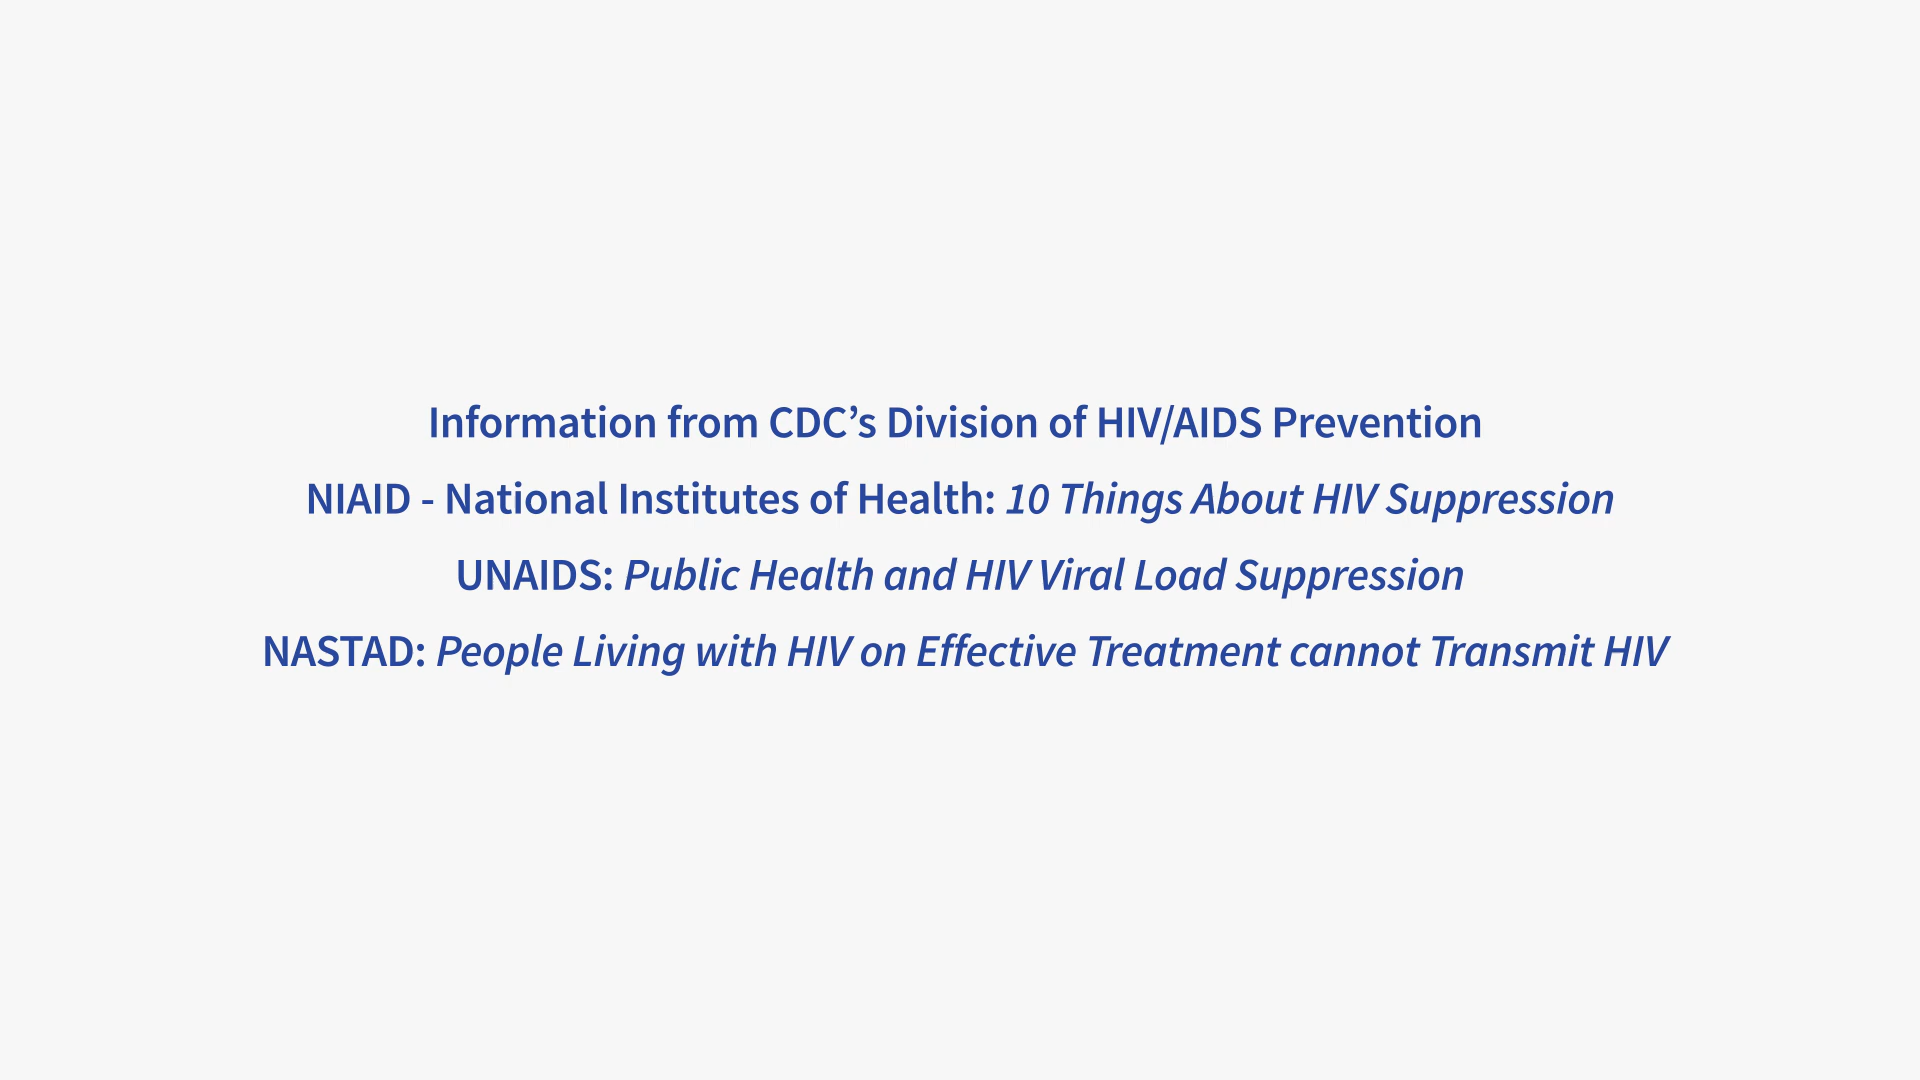 Information from CDC’s Division of HIV/AIDS Prevention
NIAID - National Institutes of Health: 10 Things About HIV Suppression
UNAIDS: Public Health and HIV Viral Load Suppression
NASTAD: People Living with HIV on Effective Treatment cannot Transmit HIV